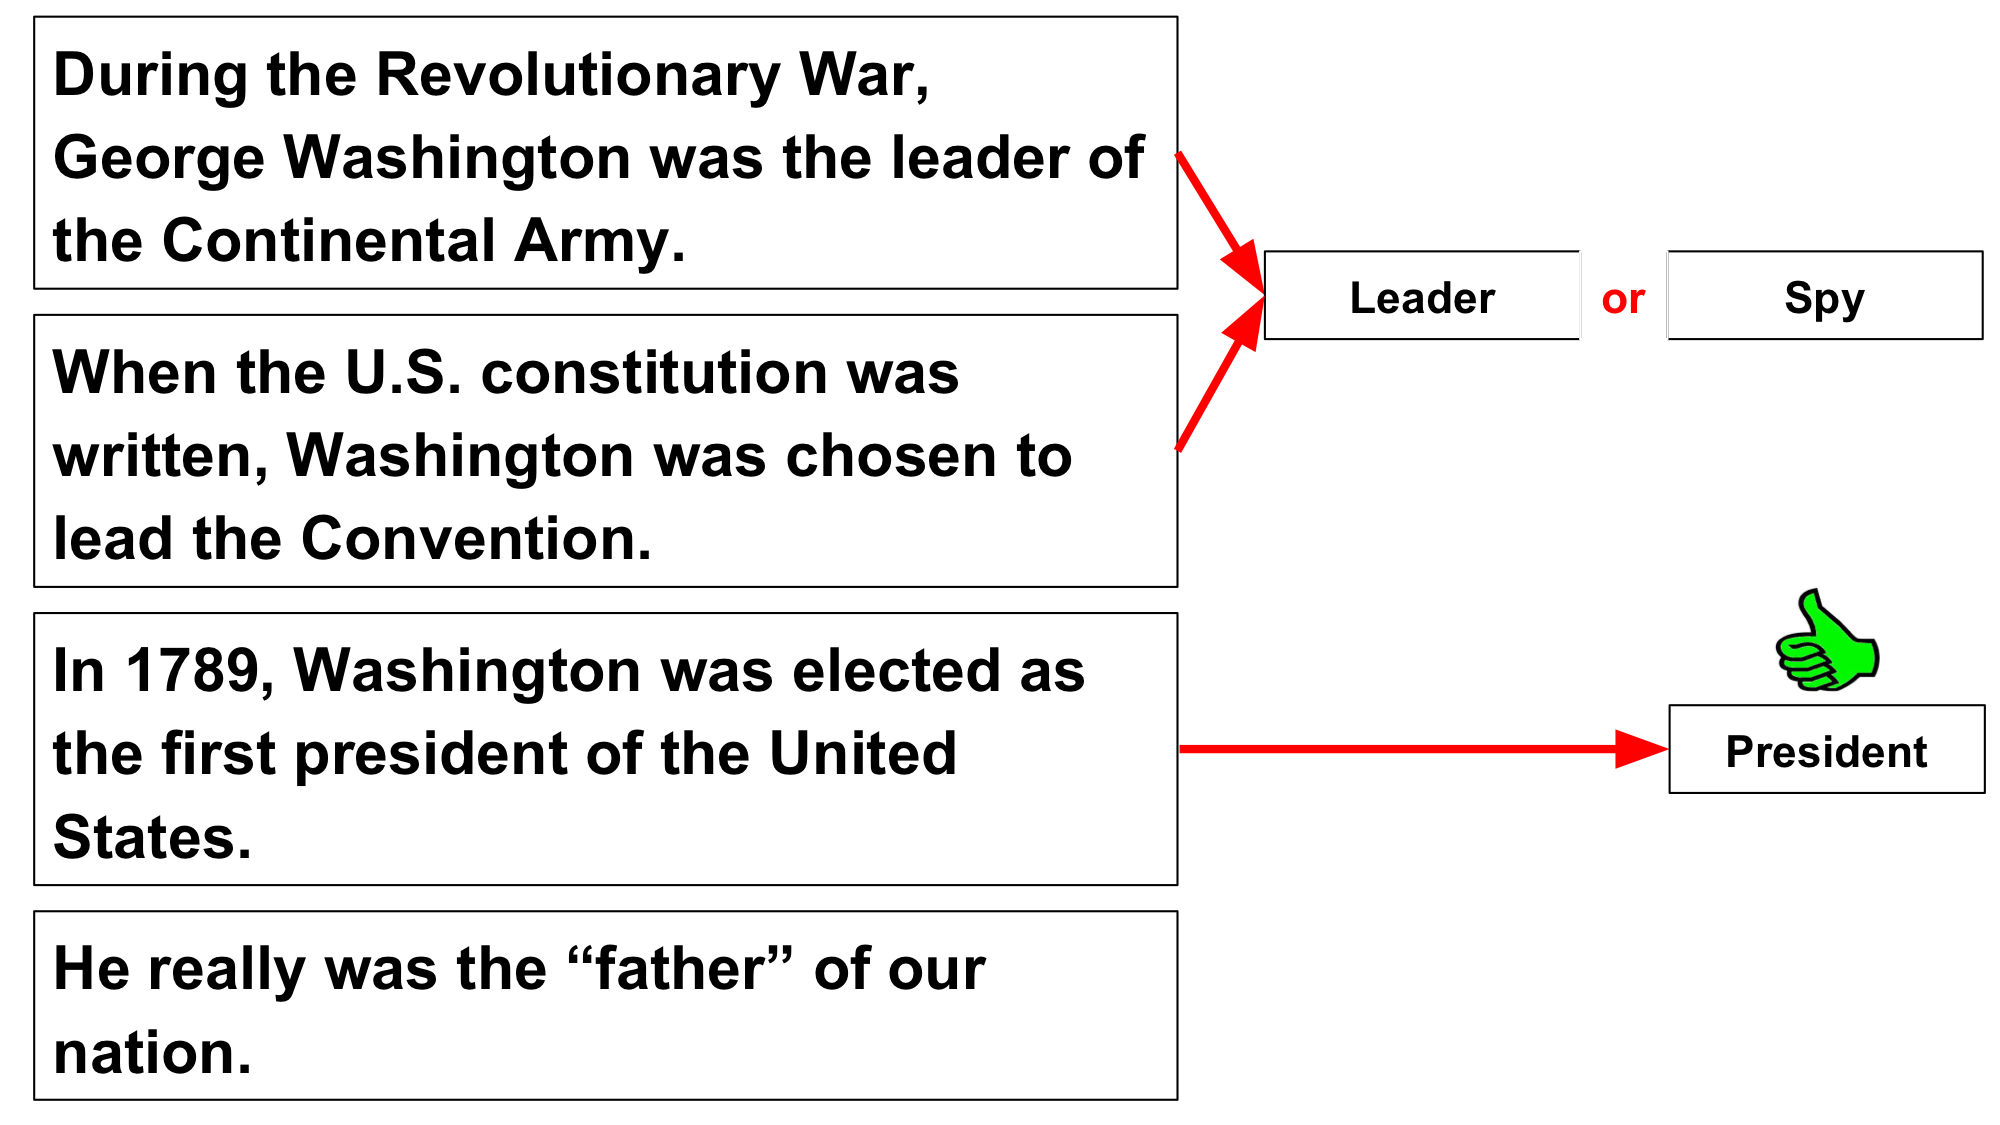 During the Revolutionary War,
George Washington was the leader of
the Continental Army.
Leader or Spy
When the U.S. constitution was
written, Washington was chosen to
lead the Convention.
In 1789, Washington was elected as
the first president of the United
States.
President
He really was the “father” of our
nation.